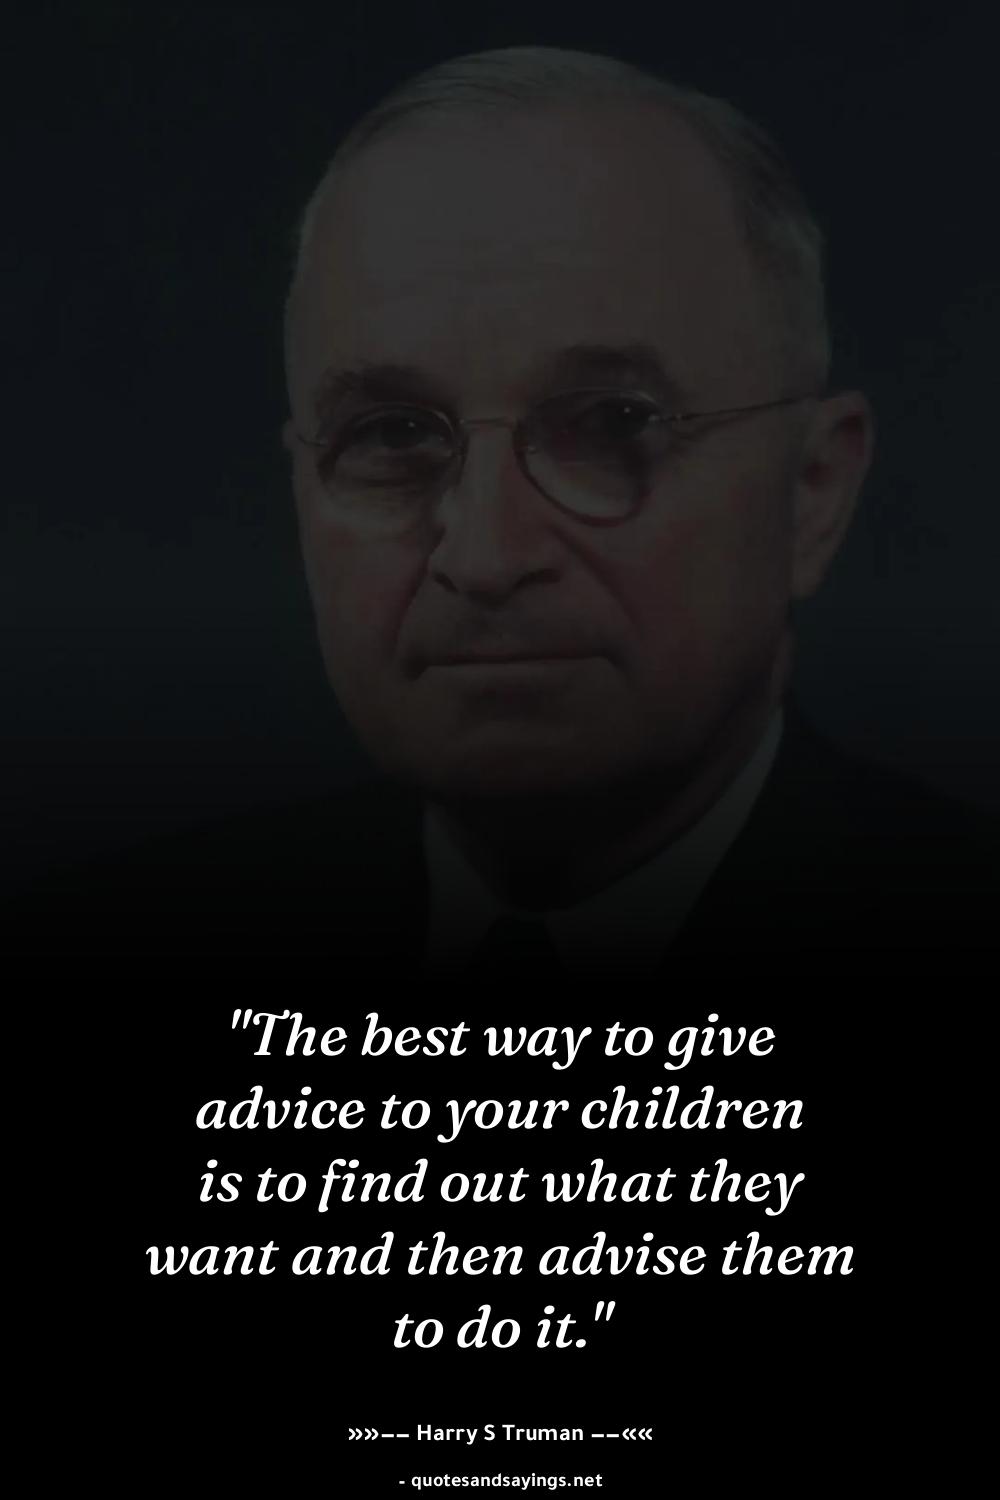 "The best way to give
advice to your children
is to find out what they
want and then advise them
to do it."
»»−− Harry S Truman −−««
- quotesandsayings.net